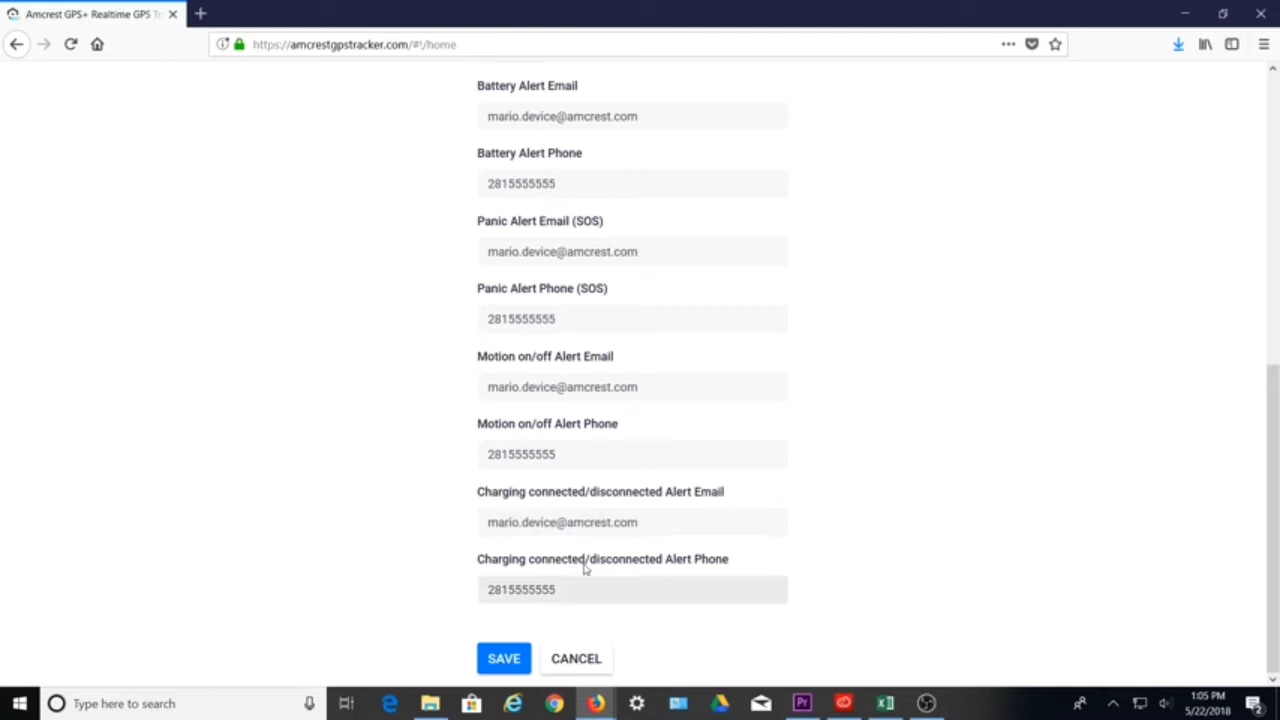 Amcrest GPS+ Realtime GPS Tr
https://amcrestgpstracker.com/#!/home
Battery Alert Email
mario.device@amcrest.com
Battery Alert Phone
2815555555
Panic Alert Email (SOS)
mario.device@amcrest.com
Panic Alert Phone (SOS)
2815555555
Motion on/off Alert Email
mario.device@amcrest.com
Motion on/off Alert Phone
2815555555
Charging connected/disconnected Alert Email
mario.device@amcrest.com
Charging connected/disconnected Alert Phone
2815555555
SAVE CANCEL
Type here to search
Pr
1:05 PM
5/22/2018
2